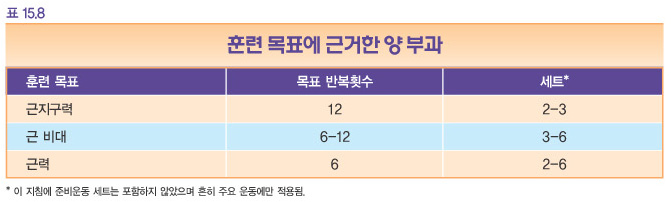 표 15.8
훈련 목표에 근거한 양 부과
훈련 목표 목표 반복횟수 세트*
근지구력 12 2-3
근 비대 6-12 3-6
근력 6 2-6
* 이 지침에 준비운동 세트는 포함하지 않았으며 흔히 주요 운동에만 적용됨.